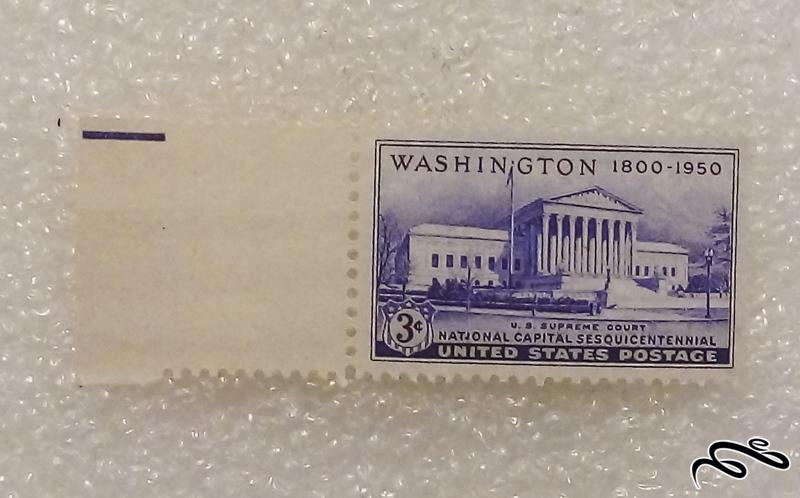 WASHINGTON 1800-1950
3¢
U.S. SUPREME COURT
NATIONAL CAPITAL SESQUICENTENNIAL
UNITED STATES POSTAGE